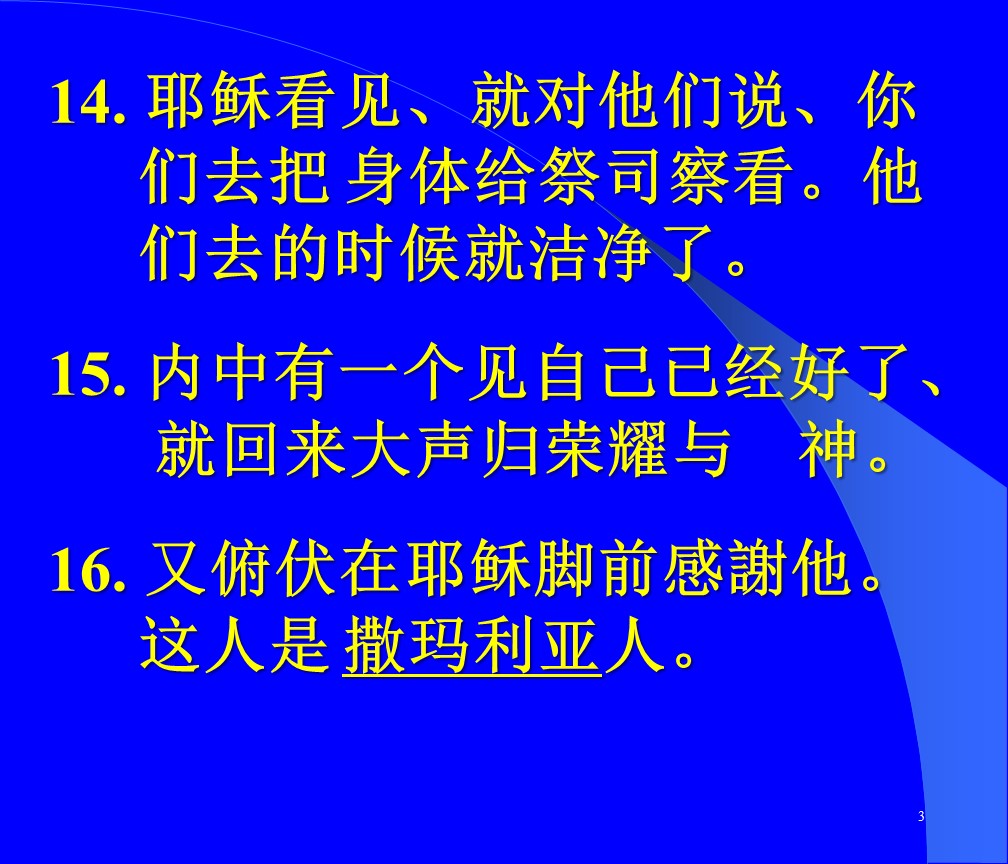 14. 耶稣看见、就对他们说、你
们去把 身体给祭司察看。他
们去的时候就洁净了。
15. 内中有一个见自己已经好了、
就回来大声归荣耀与　神。
16. 又俯伏在耶稣脚前感謝他。
这人是 撒玛利亚人。
3